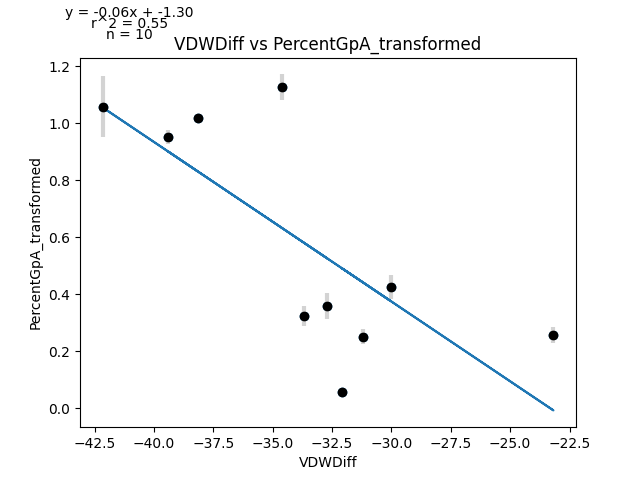 y = -0.06x + -1.30
r^2 = 0.55
n = 10
VDWDiff vs PercentGpA_transformed
1.2
1.0
0.8
0.6
0.4
0.2
0.0
PercentGpA_transformed
−42.5 −40.0 −37.5 −35.0 −32.5 −30.0 −27.5 −25.0 −22.5
VDWDiff